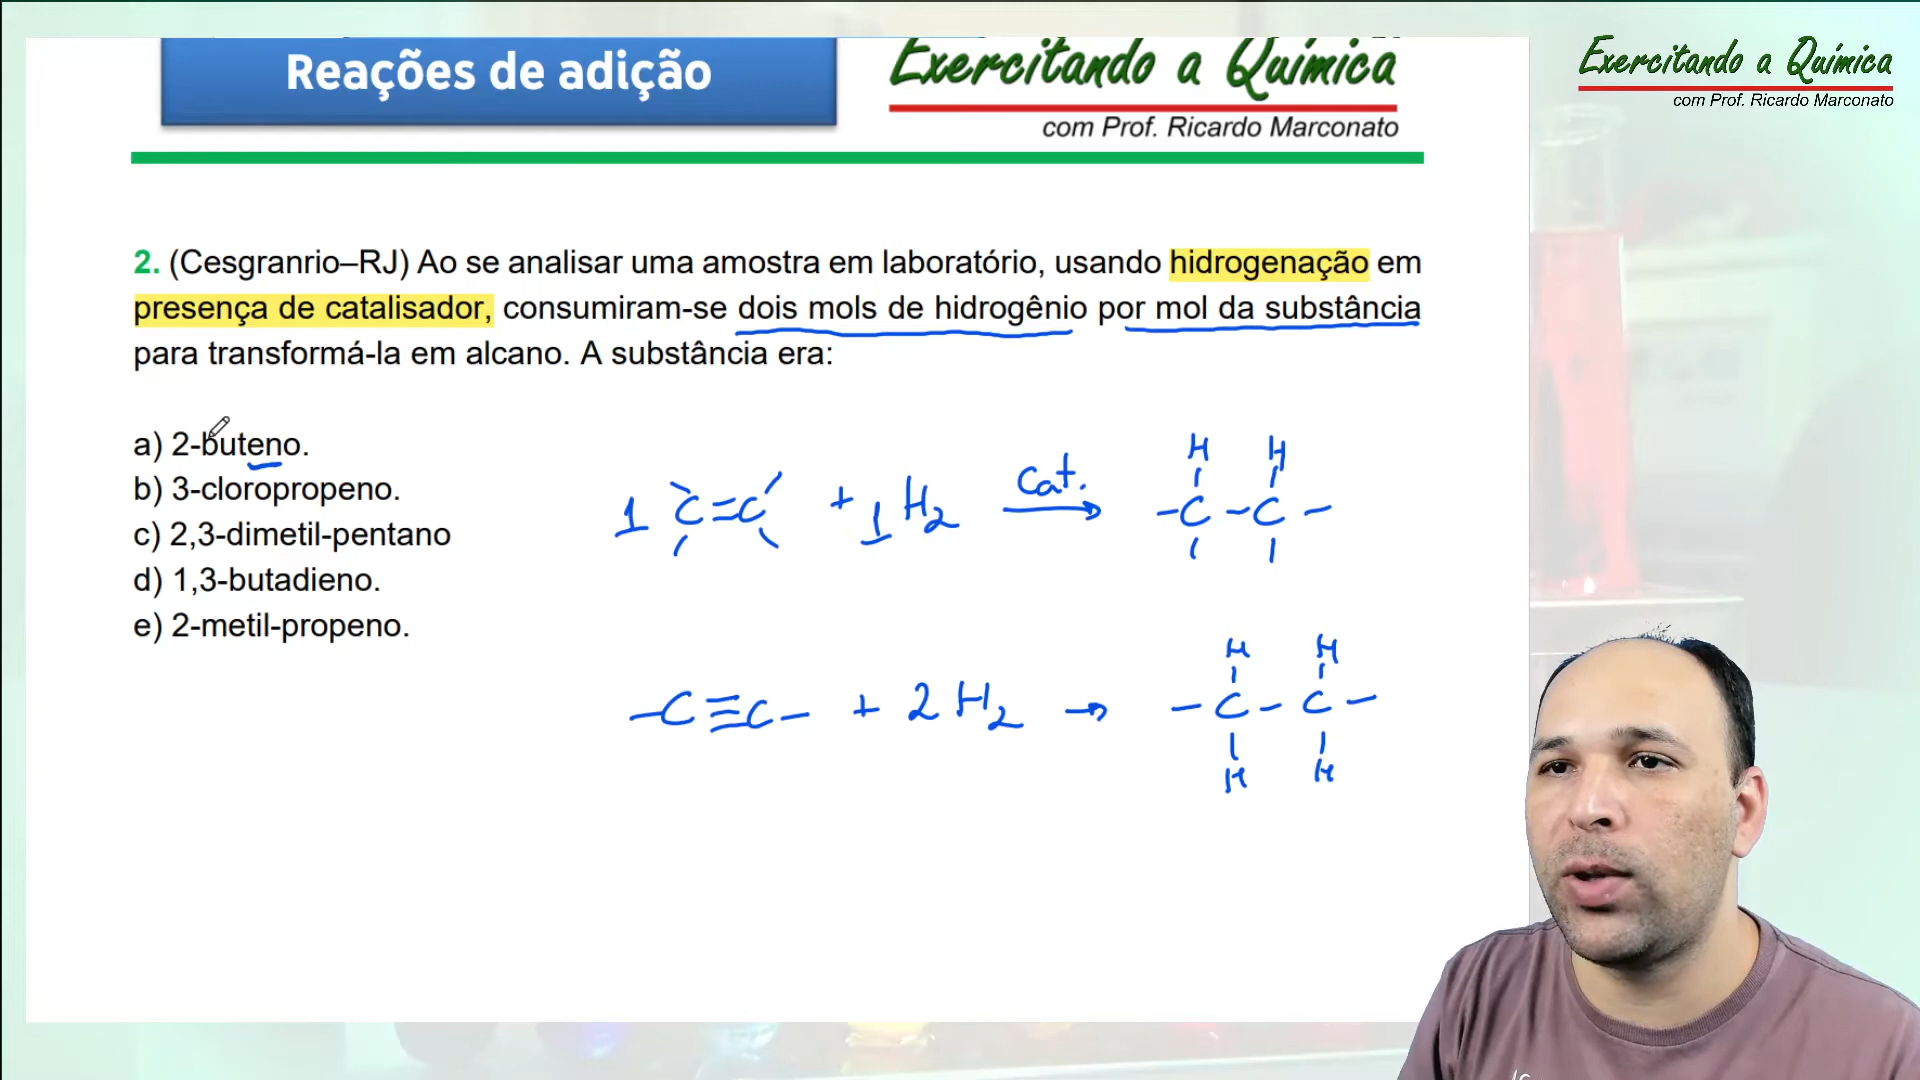 Reações de adição
Exercitando a Química
com Prof. Ricardo Marconato
Exercitando a Química
com Prof. Ricardo Marconato
2. (Cesgranrio–RJ) Ao se analisar uma amostra em laboratório, usando hidrogenação em
presença de catalisador, consumiram-se dois mols de hidrogênio por mol da substância
para transformá-la em alcano. A substância era:
a) 2-buteno.
b) 3-cloropropeno.
c) 2,3-dimetil-pentano
d) 1,3-butadieno.
e) 2-metil-propeno.
H H
1 C=C + 1 H2 Cat. → -C-C-
H H
-C≡C- + 2 H2 → -C-C-
H H